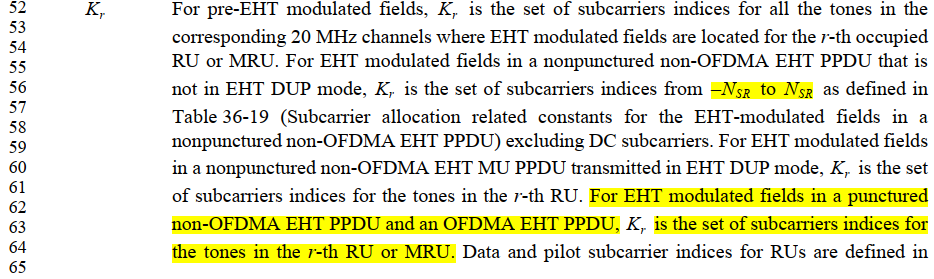 52 K_r For pre-EHT modulated fields, K_r is the set of subcarriers indices for all the tones in the
53
54 corresponding 20 MHz channels where EHT modulated fields are located for the r-th occupied
55 RU or MRU. For EHT modulated fields in a nonpunctured non-OFDMA EHT PPDU that is
56 not in EHT DUP mode, K_r is the set of subcarriers indices from –N_SR to N_SR as defined in
57 Table 36-19 (Subcarrier allocation related constants for the EHT-modulated fields in a
58
59 nonpunctured non-OFDMA EHT PPDU) excluding DC subcarriers. For EHT modulated fields
60 in a nonpunctured non-OFDMA EHT MU PPDU transmitted in EHT DUP mode, K_r is the set
61 of subcarriers indices for the tones in the r-th RU. For EHT modulated fields in a punctured
62
63 non-OFDMA EHT PPDU and an OFDMA EHT PPDU, K_r is the set of subcarriers indices for
64 the tones in the r-th RU or MRU. Data and pilot subcarrier indices for RUs are defined in
65